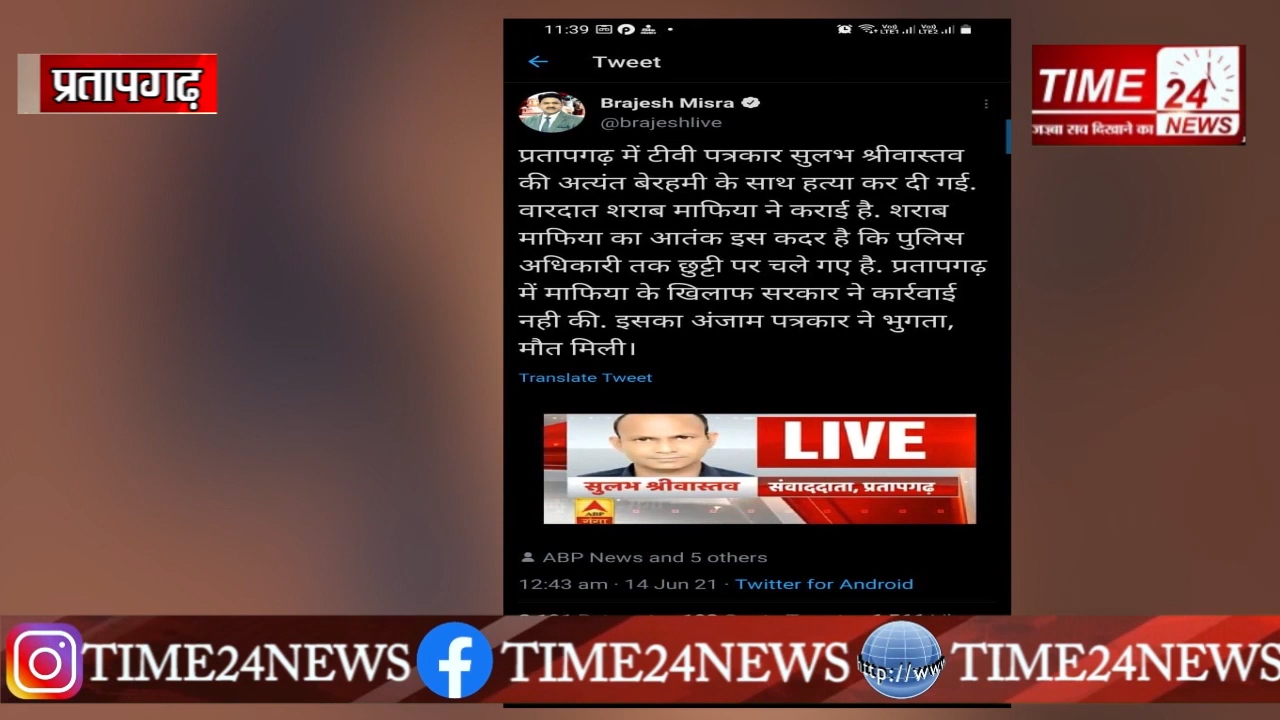 प्रतापगढ़
11:39
Tweet
Brajesh Misra
@brajeshlive
प्रतापगढ़ में टीवी पत्रकार सुलभ श्रीवास्तव
की अत्यंत बेरहमी के साथ हत्या कर दी गई.
वारदात शराब माफिया ने कराई है. शराब
माफिया का आतंक इस कदर है कि पुलिस
अधिकारी तक छुट्टी पर चले गए है. प्रतापगढ़
में माफिया के खिलाफ सरकार ने कार्रवाई
नही की. इसका अंजाम पत्रकार ने भुगता,
मौत मिली।
Translate Tweet
LIVE
सुलभ श्रीवास्तव
संवाददाता, प्रतापगढ़
ABP
गंगा
ABP News and 5 others
12:43 am · 14 Jun 21 · Twitter for Android
TIME
24
NEWS
जज़्बा सच दिखाने का
TIME24NEWS
TIME24NEWS
http://www
TIME24NEWS